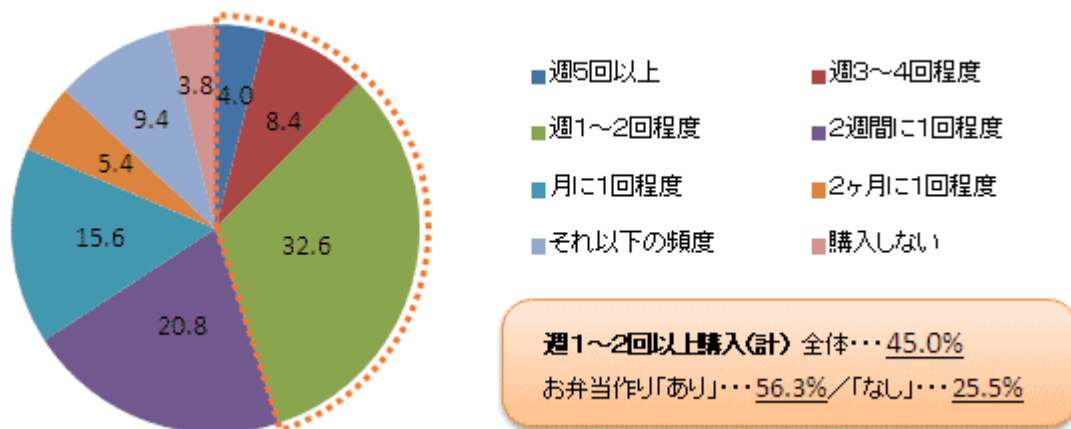 3.8
4.0
9.4
8.4
5.4
15.6
32.6
20.8
週5回以上
週3～4回程度
週1～2回程度
2週間に1回程度
月に1回程度
2ヶ月に1回程度
それ以下の頻度
購入しない
週1～2回以上購入(計) 全体･･･45.0%
お弁当作り「あり」･･･56.3%／「なし」･･･25.5%